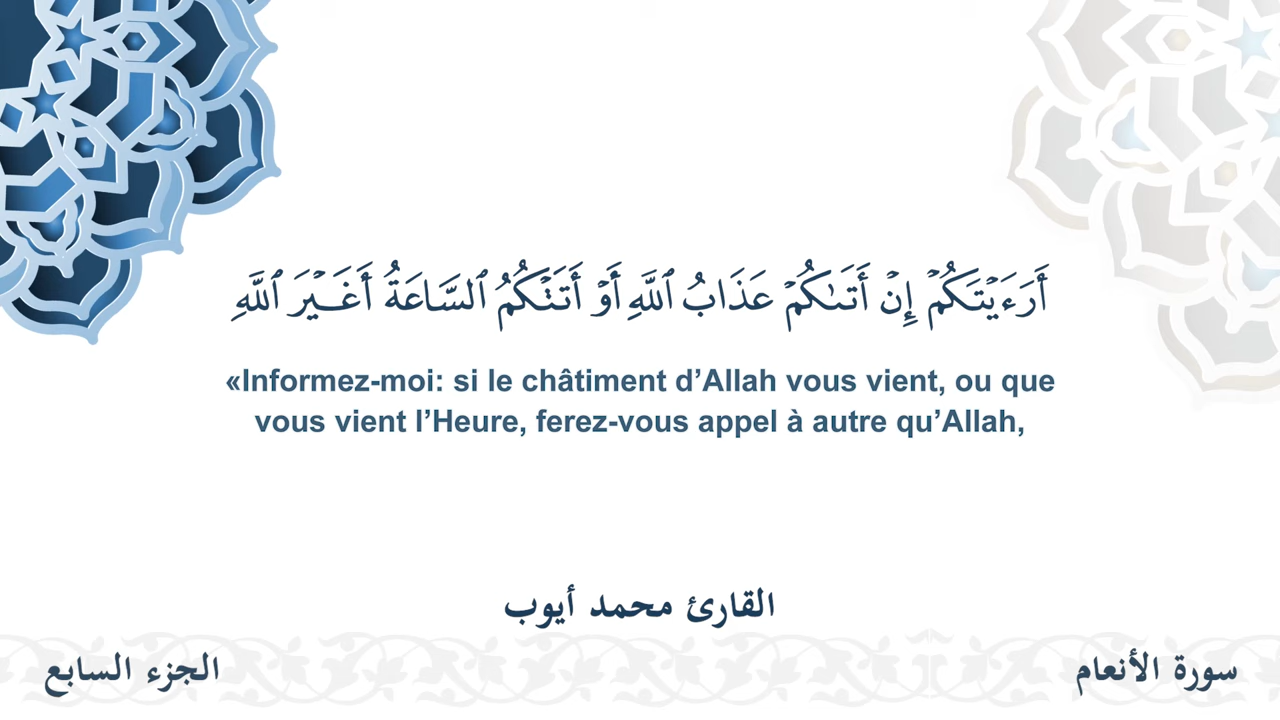 أَرَءَيۡتَكُمۡ إِنۡ أَتَىٰكُمۡ عَذَابُ ٱللَّهِ أَوۡ أَتَتۡكُمُ ٱلسَّاعَةُ أَغَيۡرَ ٱللَّهِ
«Informez-moi: si le châtiment d’Allah vous vient, ou que
vous vient l’Heure, ferez-vous appel à autre qu’Allah,
القارئ محمد أيوب
سورة الأنعام
الجزء السابع